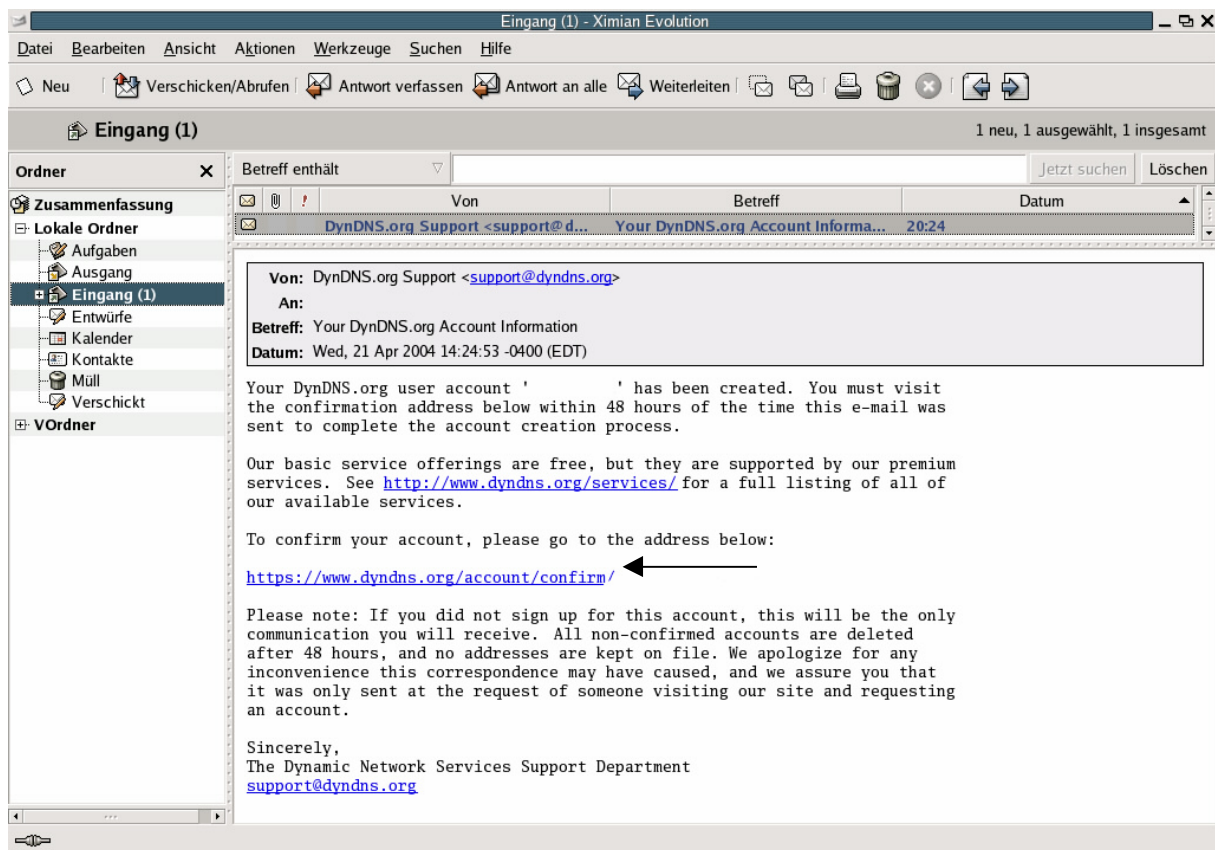 Eingang (1) - Ximian Evolution
Datei Bearbeiten Ansicht Aktionen Werkzeuge Suchen Hilfe
Neu Verschicken/Abrufen Antwort verfassen Antwort an alle Weiterleiten
Eingang (1) 1 neu, 1 ausgewählt, 1 insgesamt
Ordner X Betreff enthält Jetzt suchen Löschen
! Von Betreff Datum
DynDNS.org Support <support@d... Your DynDNS.org Account Informa... 20:24
Zusammenfassung
Lokale Ordner
Aufgaben
Ausgang
Eingang (1)
Entwürfe
Kalender
Kontakte
Müll
Verschickt
VOrdner
Von: DynDNS.org Support <support@dyndns.org>
An:
Betreff: Your DynDNS.org Account Information
Datum: Wed, 21 Apr 2004 14:24:53 -0400 (EDT)
Your DynDNS.org user account ' ' has been created. You must visit
the confirmation address below within 48 hours of the time this e-mail was
sent to complete the account creation process.
Our basic service offerings are free, but they are supported by our premium
services. See http://www.dyndns.org/services/ for a full listing of all of
our available services.
To confirm your account, please go to the address below:
https://www.dyndns.org/account/confirm/
Please note: If you did not sign up for this account, this will be the only
communication you will receive. All non-confirmed accounts are deleted
after 48 hours, and no addresses are kept on file. We apologize for any
inconvenience this correspondence may have caused, and we assure you that
it was only sent at the request of someone visiting our site and requesting
an account.
Sincerely,
The Dynamic Network Services Support Department
support@dyndns.org